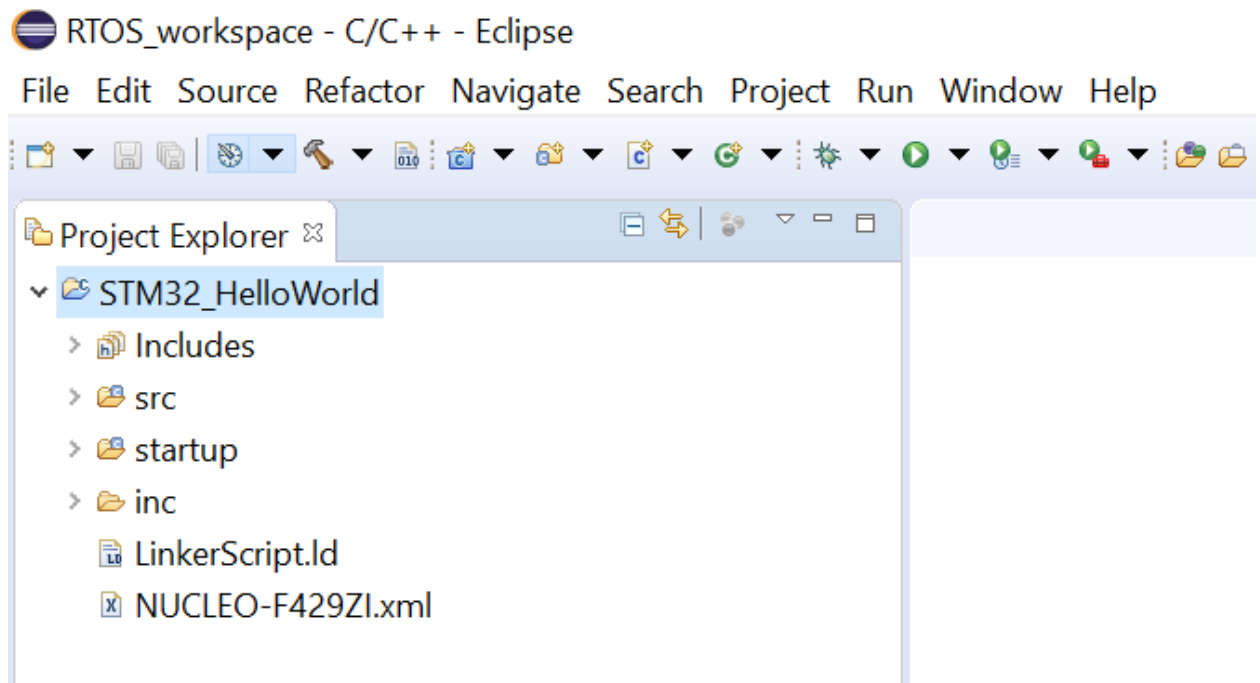 RTOS_workspace - C/C++ - Eclipse
File Edit Source Refactor Navigate Search Project Run Window Help
010
Project Explorer
STM32_HelloWorld
Includes
src
startup
inc
LinkerScript.ld
NUCLEO-F429ZI.xml